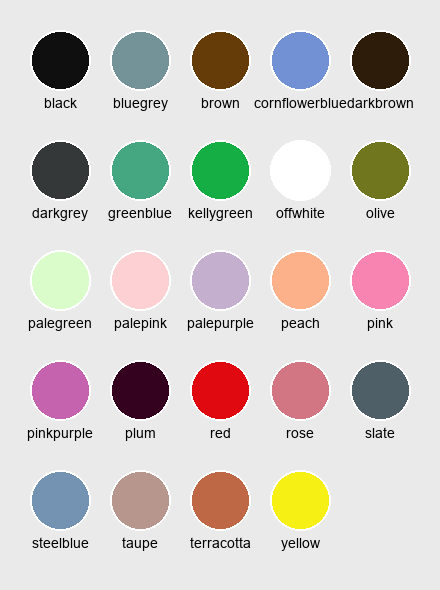 black bluegrey brown cornflowerblue darkbrown
darkgrey greenblue kellygreen offwhite olive
palegreen palepink palepurple peach pink
pinkpurple plum red rose slate
steelblue taupe terracotta yellow